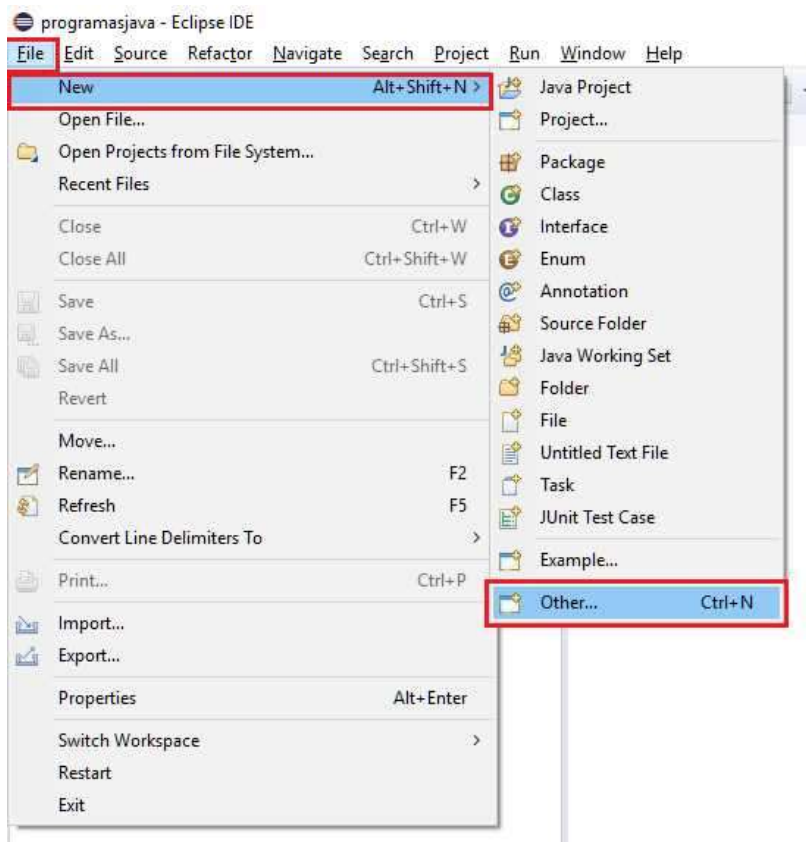 programasjava - Eclipse IDE
File Edit Source Refactor Navigate Search Project Run Window Help
New Alt+Shift+N >
Open File...
Open Projects from File System...
Recent Files >
Close Ctrl+W
Close All Ctrl+Shift+W
Save Ctrl+S
Save As...
Save All Ctrl+Shift+S
Revert
Move...
Rename... F2
Refresh F5
Convert Line Delimiters To >
Print... Ctrl+P
Import...
Export...
Properties Alt+Enter
Switch Workspace >
Restart
Exit
Java Project
Project...
Package
Class
Interface
Enum
Annotation
Source Folder
Java Working Set
Folder
File
Untitled Text File
Task
JUnit Test Case
Example...
Other... Ctrl+N